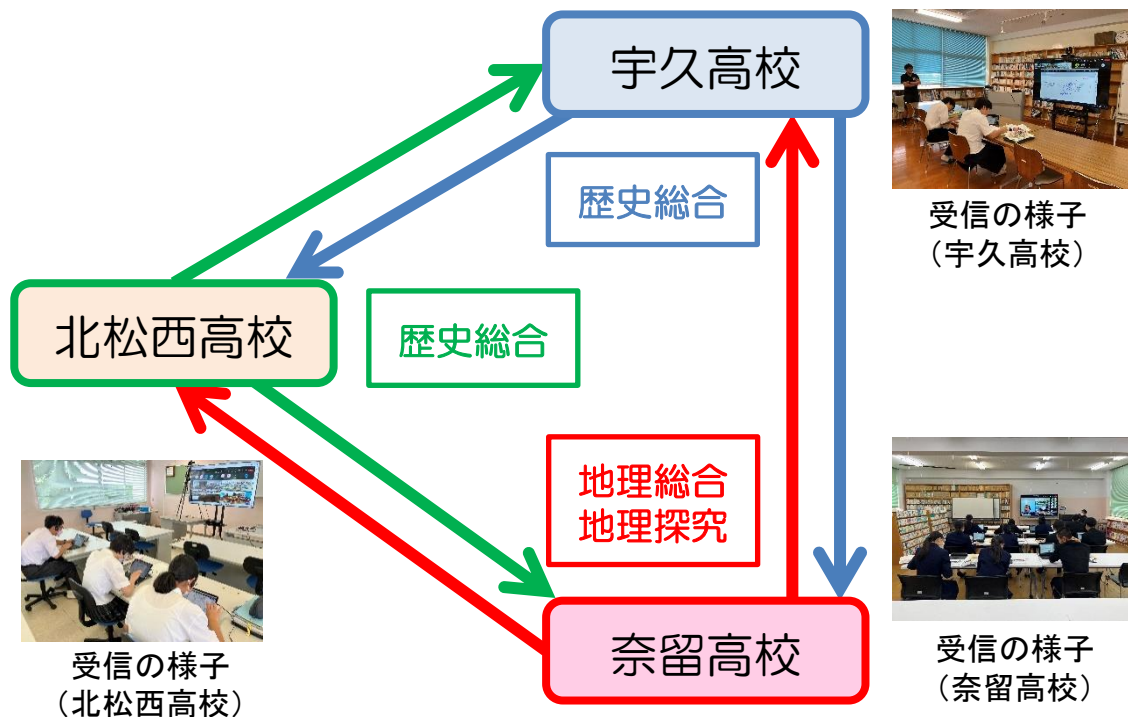 宇久高校
受信の様子
（宇久高校）
歴史総合
北松西高校
歴史総合
地理総合
地理探究
奈留高校
受信の様子
（北松西高校）
受信の様子
（奈留高校）